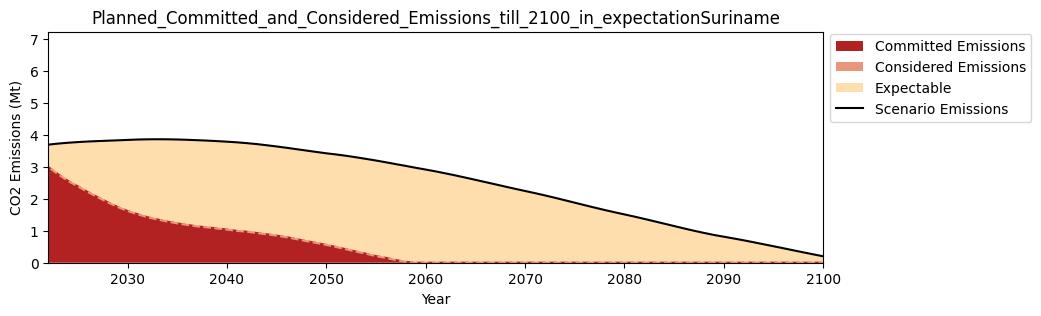 Planned_Committed_and_Considered_Emissions_till_2100_in_expectationSuriname
7
6
5
4
3
2
1
0
CO2 Emissions (Mt)
2030 2040 2050 2060 2070 2080 2090 2100
Year
Committed Emissions
Considered Emissions
Expectable
Scenario Emissions